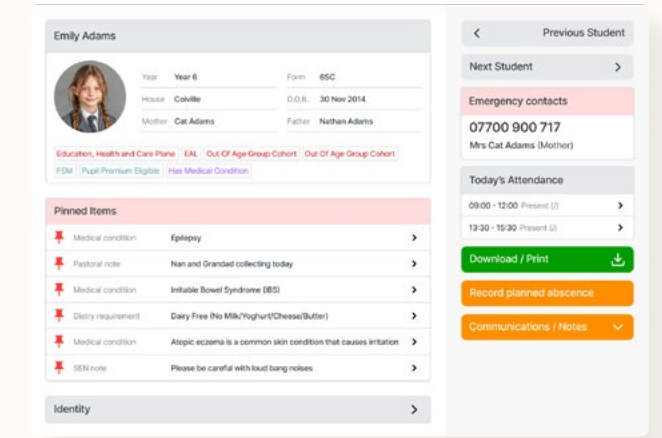 Emily Adams
Year Year 6 Form 6SC
House Colville D.O.B. 30 Nov 2014
Mother Cat Adams Father Nathan Adams
Education, Health and Care Plane EAL Out Of Age Group Cohort Out Of Age Group Cohort
FSM Pupil Premium Eligible Has Medical Condition
Pinned Items
Medical condition Epilepsy
Pastoral note Nan and Grandad collecting today
Medical condition Irritable Bowel Syndrome (IBS)
Dietry requirement Dairy Free (No Milk/Yoghurt/Cheese/Butter)
Medical condition Atopic eczema is a common skin condition that causes irritation
SEN note Please be careful with loud bang noises
Identity
Previous Student
Next Student
Emergency contacts
07700 900 717
Mrs Cat Adams (Mother)
Today's Attendance
09:00 - 12:00 Present (/)
13:30 - 15:30 Present (/)
Download / Print
Record planned abscence
Communications / Notes